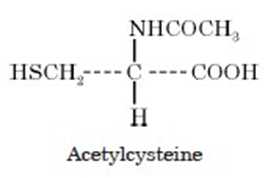 NHCOCH₃
HSCH₂----C----COOH
H
Acetylcysteine